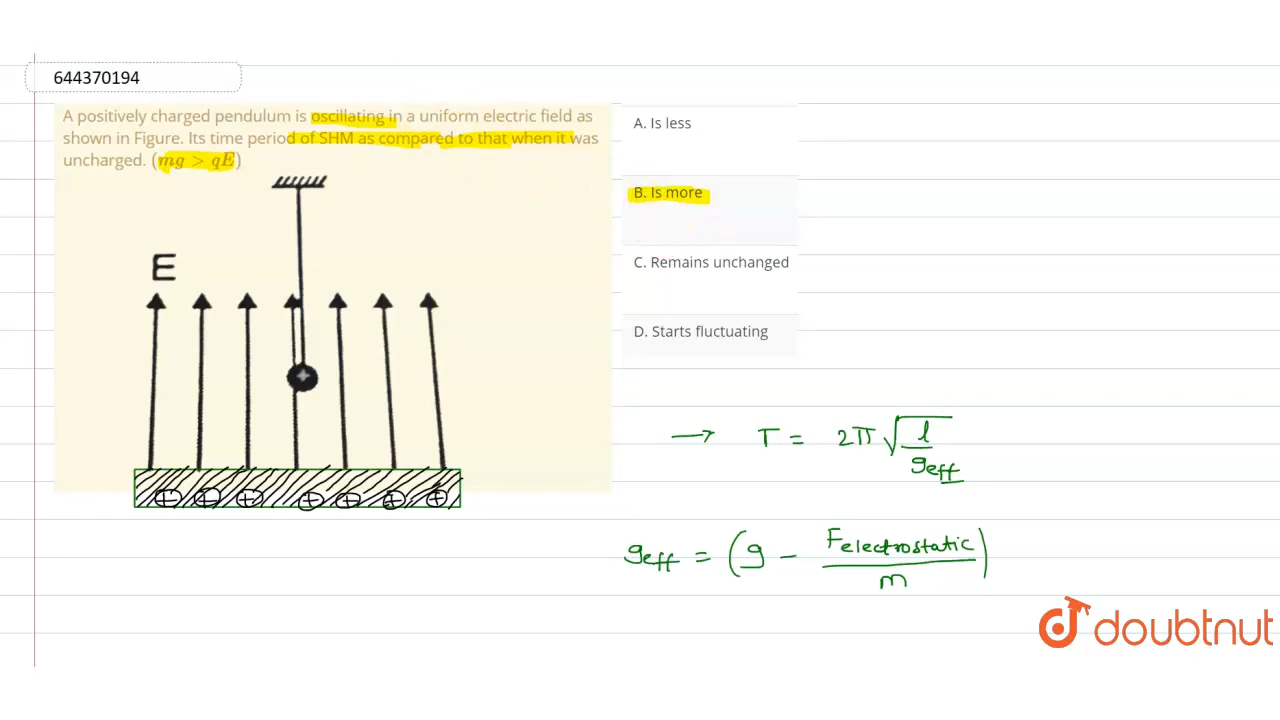 644370194
A positively charged pendulum is oscillating in a uniform electric field as
shown in Figure. Its time period of SHM as compared to that when it was
uncharged. (mg > qE)
A. Is less
B. Is more
C. Remains unchanged
D. Starts fluctuating
E
+
+ + + + + + +
→ T = 2π √(l / g_eff)
g_eff = (g − F_electrostatic / m)
doubtnut